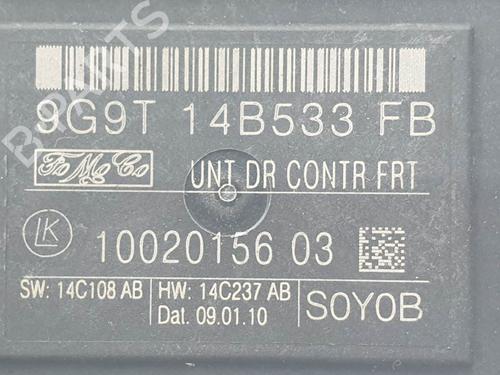 9G9T 14B533 FB
FoMoCo UNT DR CONTR FRT
LK 10020156 03
SW: 14C108 AB HW: 14C237 AB
Dat. 09.01.10
SOYOB
B-PARTS